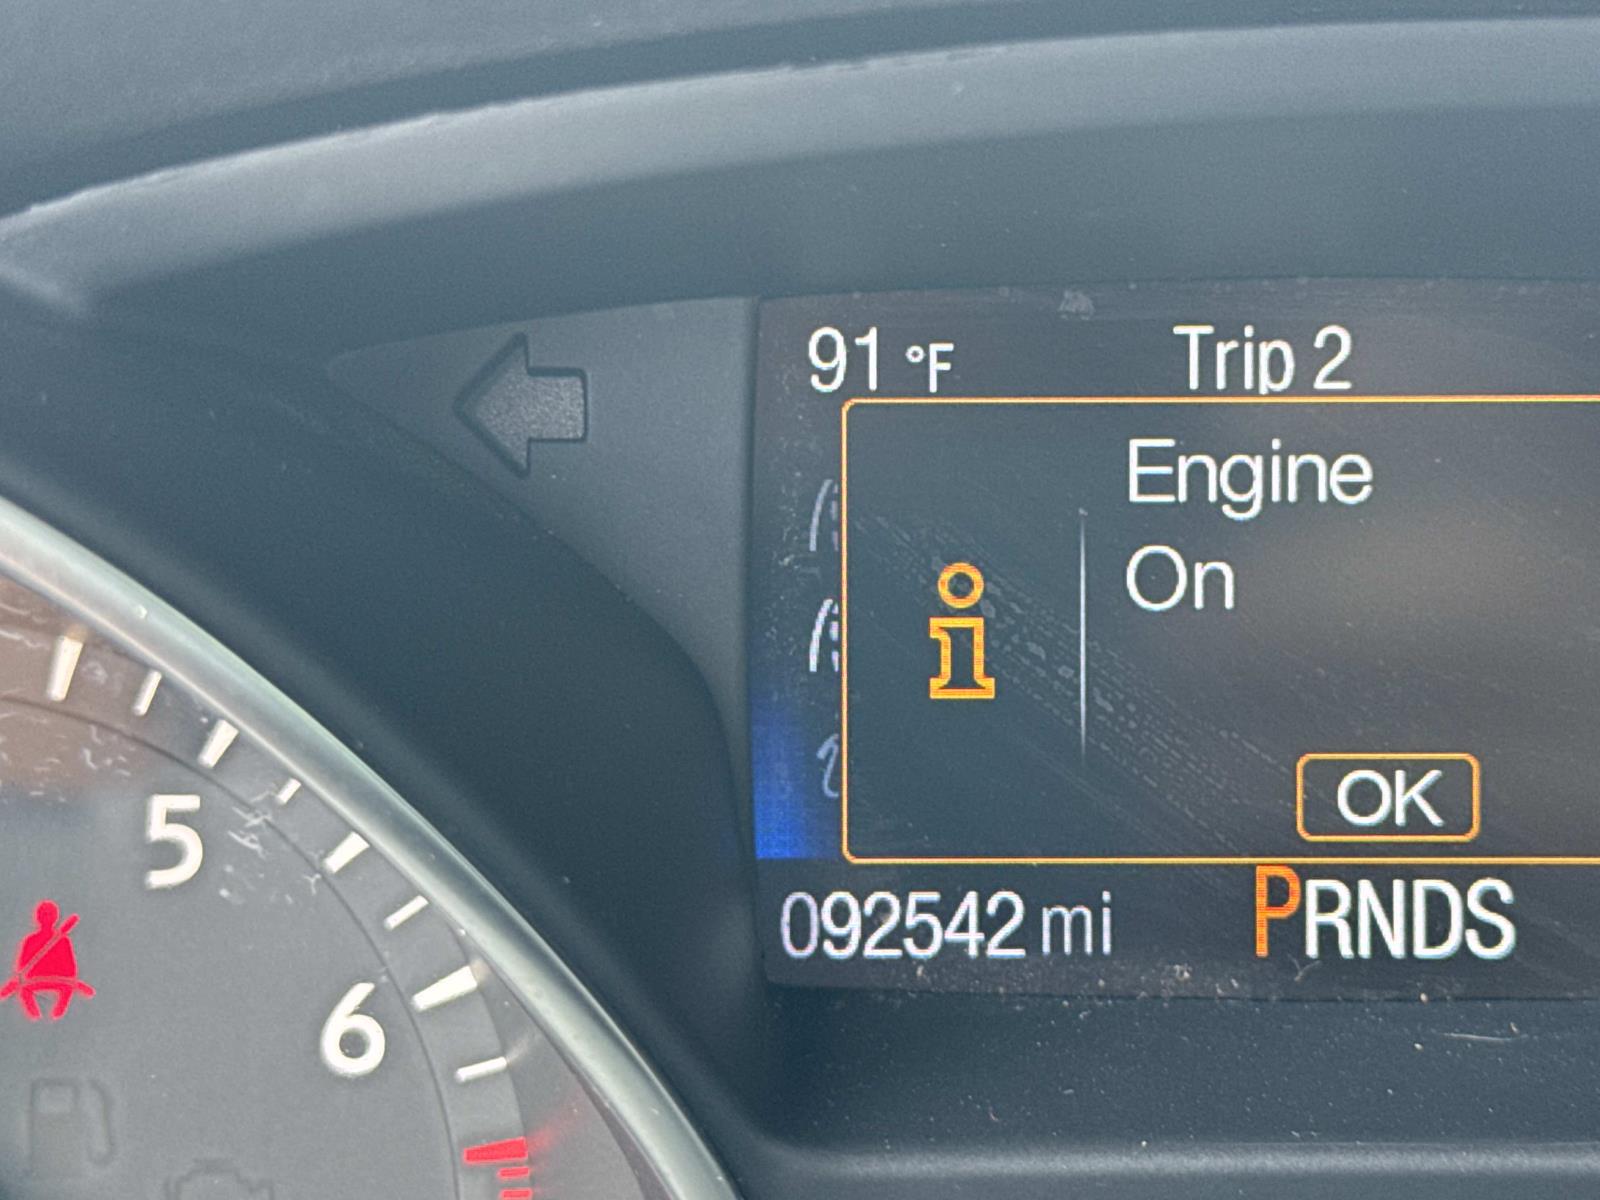 91 °F Trip 2
Engine
On
OK
092542 mi PRNDS
5
6